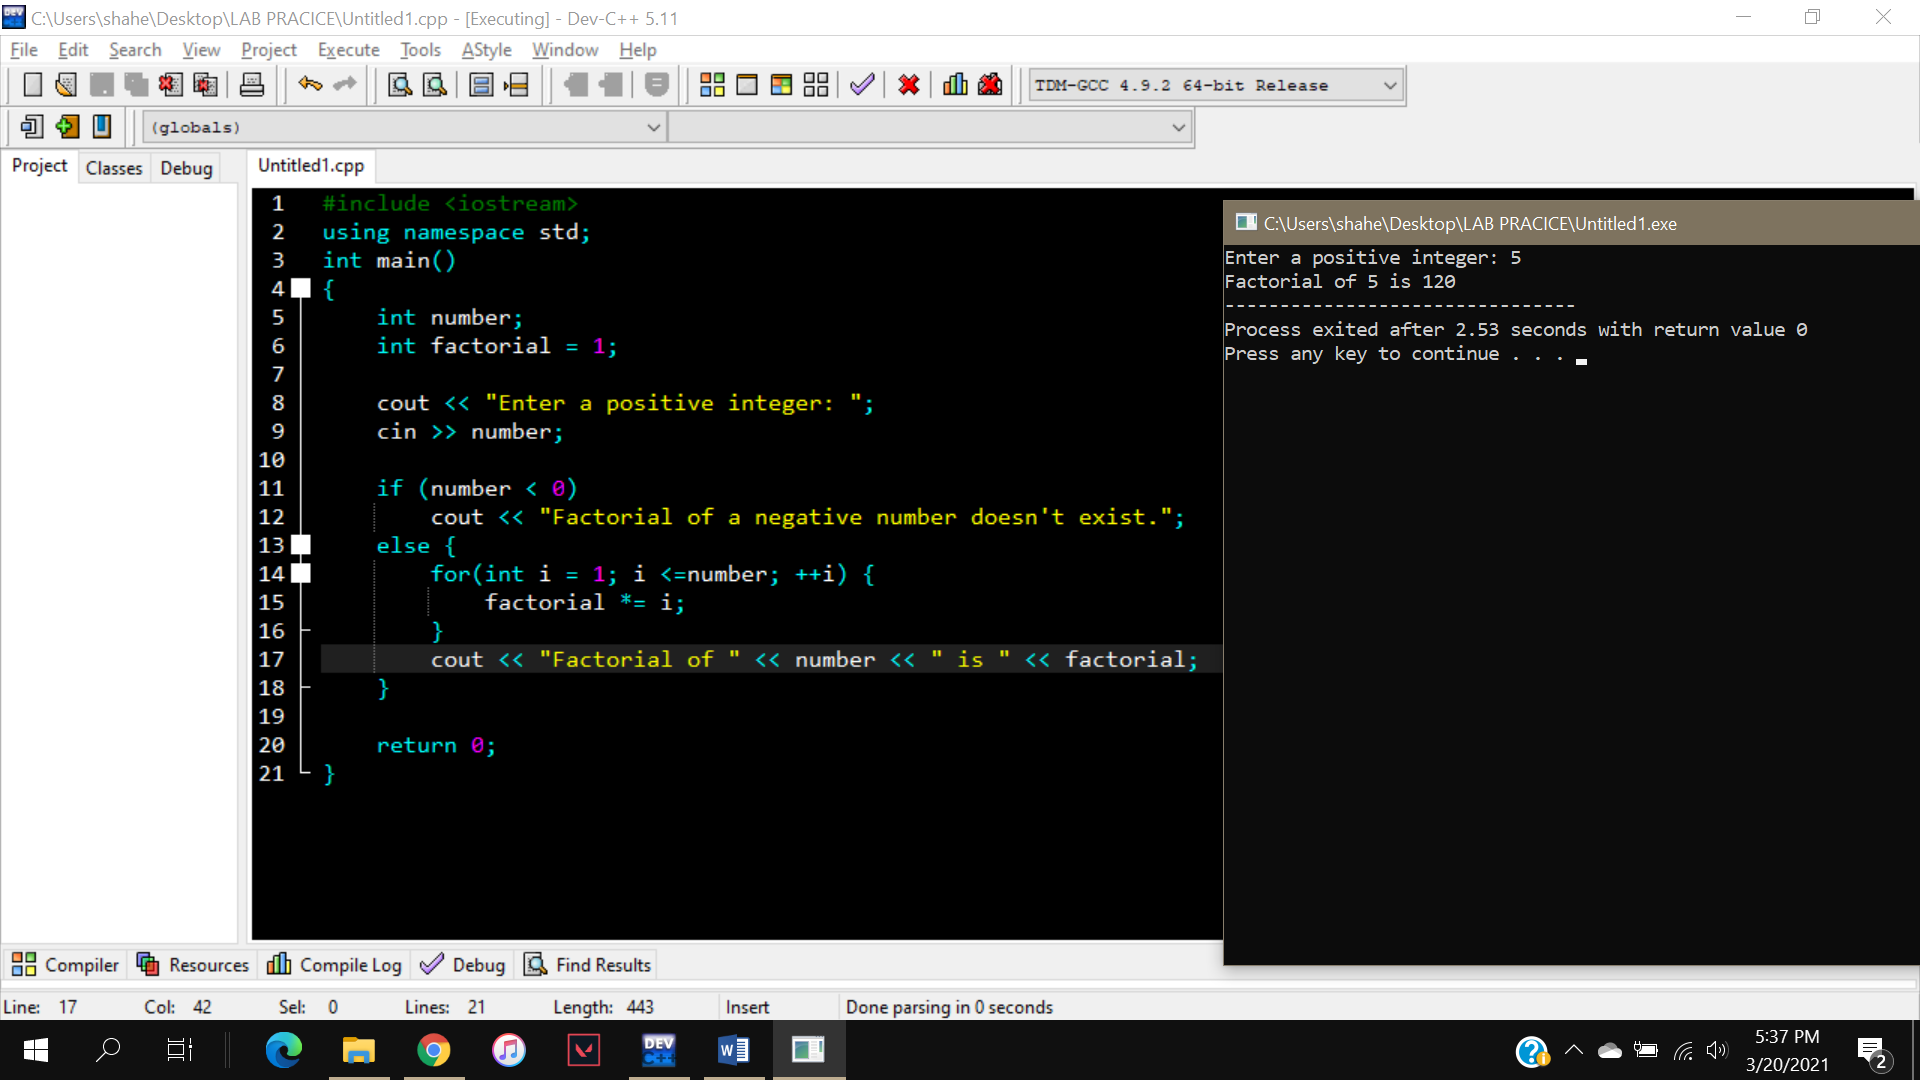 C:\Users\shahe\Desktop\LAB PRACICE\Untitled1.cpp - [Executing] - Dev-C++ 5.11
File Edit Search View Project Execute Tools AStyle Window Help
TDM-GCC 4.9.2 64-bit Release
(globals)
Project Classes Debug
Untitled1.cpp
1 #include <iostream>
2 using namespace std;
3 int main()
4 {
5 int number;
6 int factorial = 1;
7
8 cout << "Enter a positive integer: ";
9 cin >> number;
10
11 if (number < 0)
12 cout << "Factorial of a negative number doesn't exist.";
13 else {
14 for(int i = 1; i <=number; ++i) {
15 factorial *= i;
16 }
17 cout << "Factorial of " << number << " is " << factorial;
18 }
19
20 return 0;
21 }
C:\Users\shahe\Desktop\LAB PRACICE\Untitled1.exe
Enter a positive integer: 5
Factorial of 5 is 120
--------------------------------
Process exited after 2.53 seconds with return value 0
Press any key to continue . . .
Compiler Resources Compile Log Debug Find Results
Line: 17 Col: 42 Sel: 0 Lines: 21 Length: 443 Insert Done parsing in 0 seconds
DEV C++
5:37 PM
3/20/2021
2